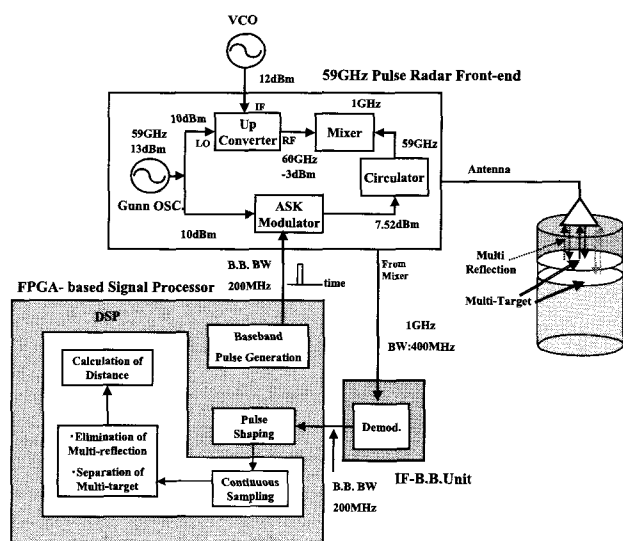 VCO
12dBm
59GHz Pulse Radar Front-end
1GHz
10dBm
IF
Up
Converter
LO
RF
Mixer
59GHz
13dBm
59GHz
60GHz
-3dBm
Circulator
Gunn OSC.
ASK
Modulator
10dBm
7.52dBm
Antenna
Multi
Reflection
Multi-Target
B.B. BW
200MHz
time
From
Mixer
FPGA- based Signal Processor
DSP
Baseband
Pulse Generation
1GHz
BW:400MHz
Calculation of
Distance
Pulse
Shaping
Demod.
・Elimination of
Multi-reflection
・Separation of
Multi-target
Continuous
Sampling
B.B. BW
200MHz
IF-B.B.Unit